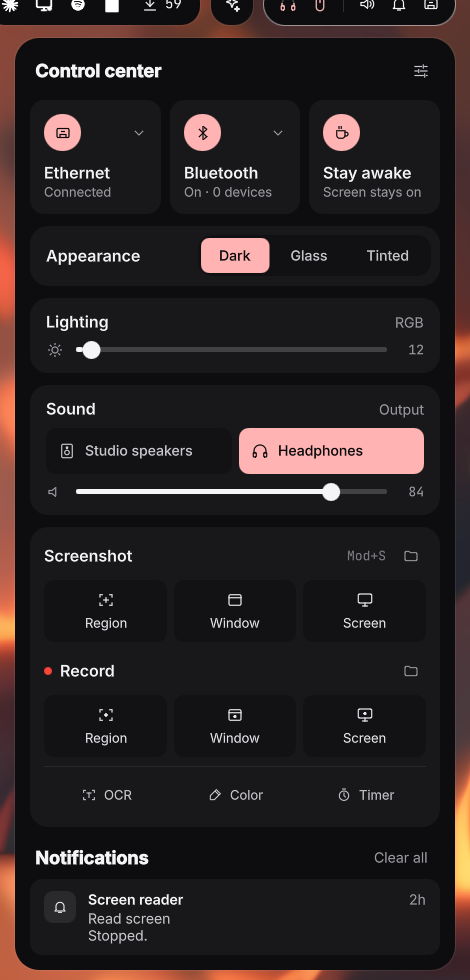 59
Control center
Ethernet
Connected
Bluetooth
On · 0 devices
Stay awake
Screen stays on
Appearance
Dark
Glass
Tinted
Lighting
RGB
12
Sound
Output
Studio speakers
Headphones
84
Screenshot
Mod+S
Region
Window
Screen
Record
Region
Window
Screen
OCR
Color
Timer
Notifications
Clear all
Screen reader
2h
Read screen
Stopped.